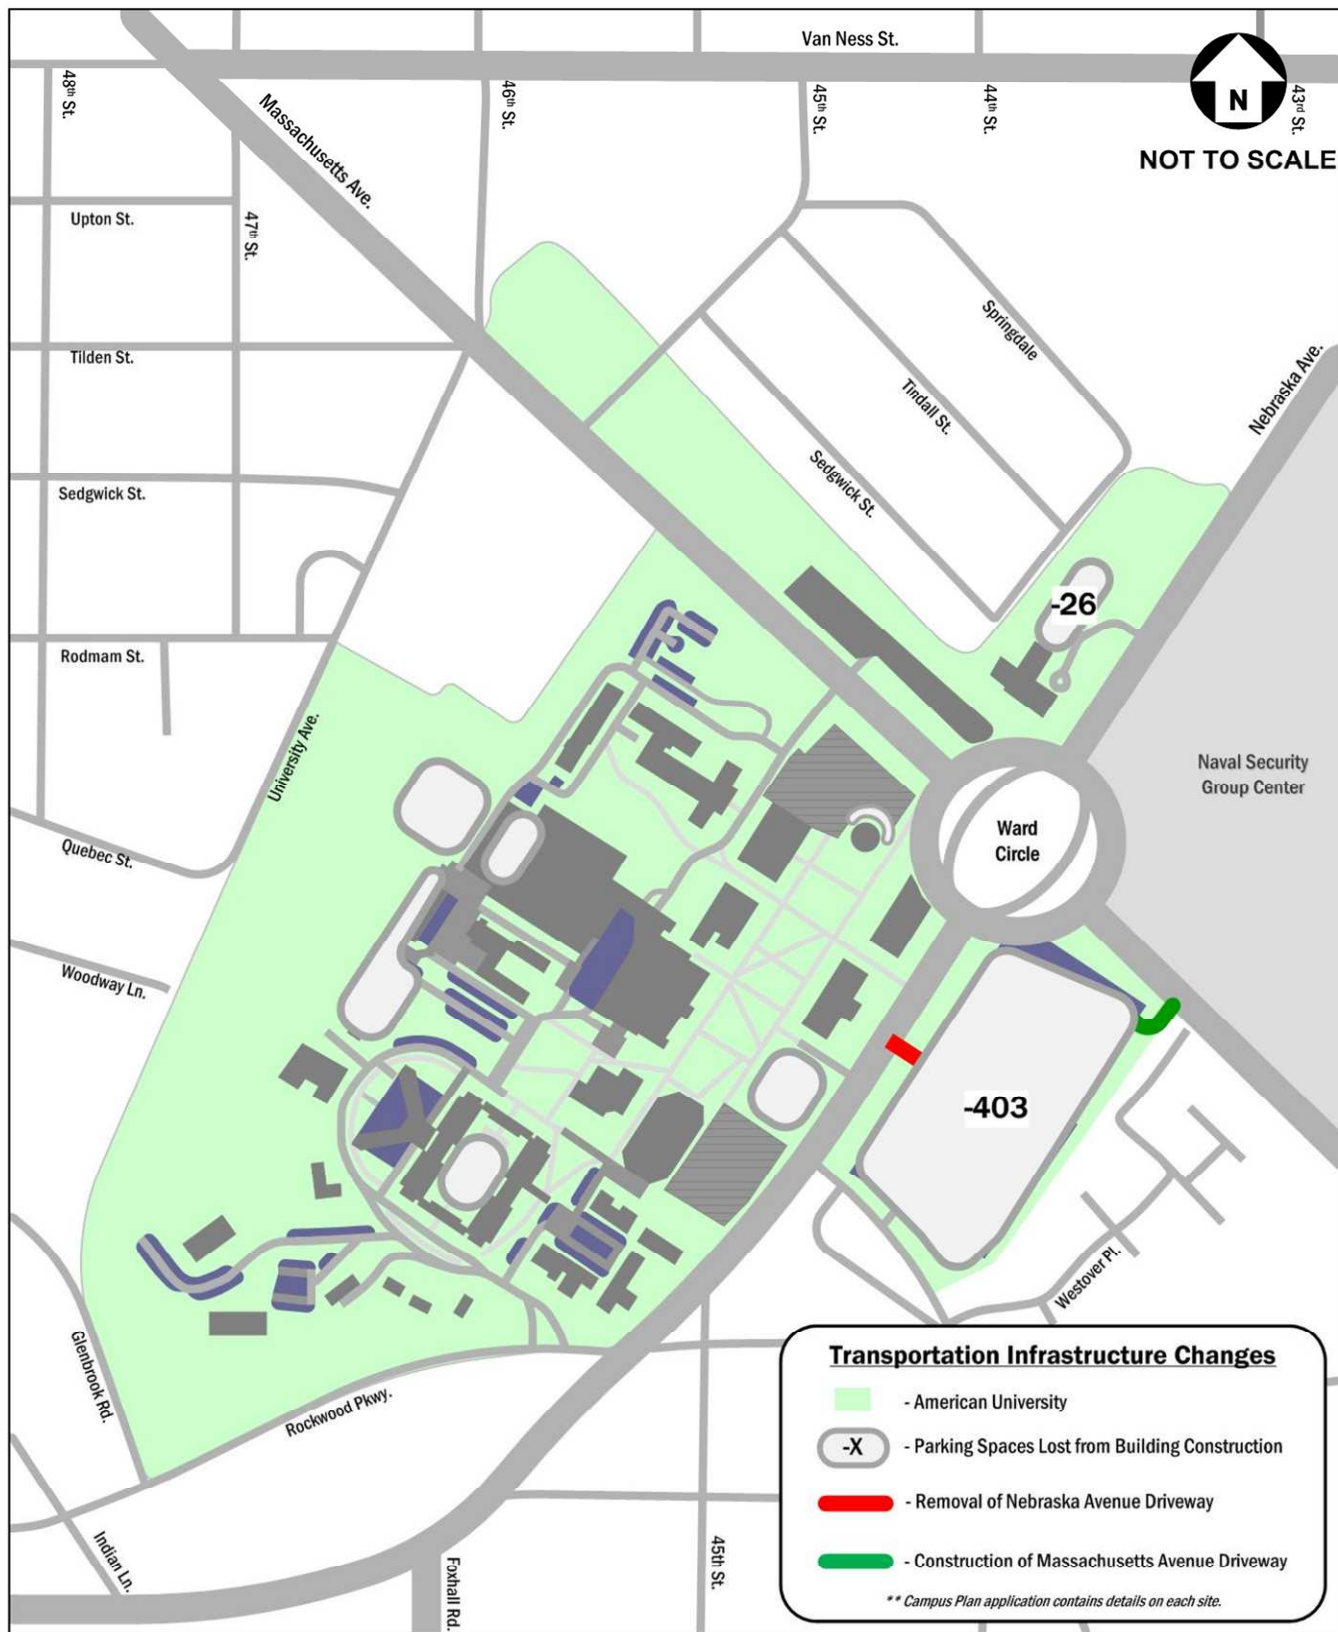 Van Ness St.
N
NOT TO SCALE
48th St.
46th St.
45th St.
44th St.
43rd St.
Massachusetts Ave.
Upton St.
47th St.
Tilden St.
Springdale
Nebraska Ave.
Tindall St.
Sedgwick St.
Sedgwick St.
-26
Rodmam St.
University Ave.
Naval Security
Group Center
Ward
Circle
Quebec St.
Woodway Ln.
-403
Westover Pl.
Glenbrook Rd.
Rockwood Pkwy.
Indian Ln.
Foxhall Rd.
45th St.
Transportation Infrastructure Changes
- American University
-X - Parking Spaces Lost from Building Construction
- Removal of Nebraska Avenue Driveway
- Construction of Massachusetts Avenue Driveway
** Campus Plan application contains details on each site.